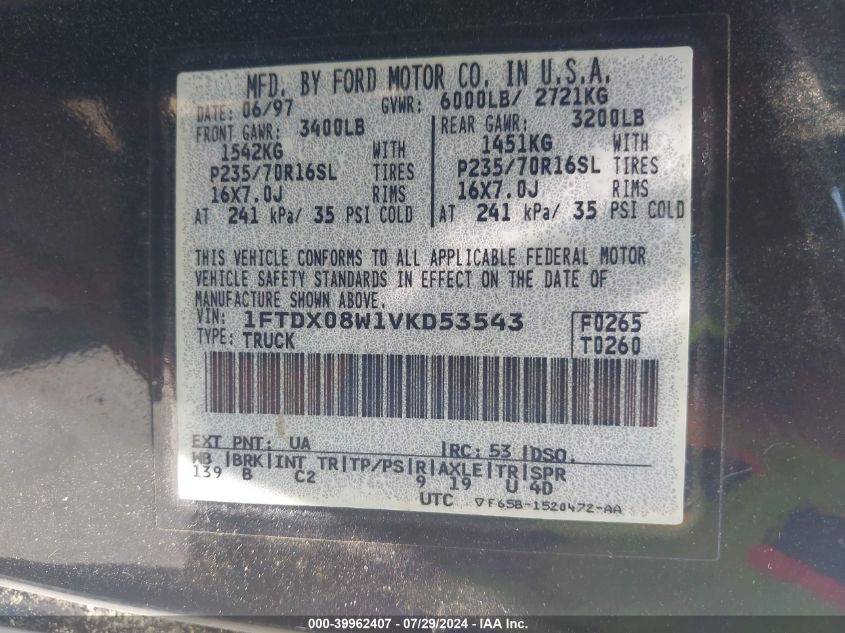 MFD. BY FORD MOTOR CO. IN U.S.A.
DATE: 06/97 GVWR: 6000LB/ 2721KG
FRONT GAWR: 3400LB REAR GAWR: 3200LB
1542KG WITH 1451KG WITH
P235/70R16SL TIRES P235/70R16SL TIRES
16X7.0J RIMS 16X7.0J RIMS
AT 241 kPa/ 35 PSI COLD AT 241 kPa/ 35 PSI COLD
THIS VEHICLE CONFORMS TO ALL APPLICABLE FEDERAL MOTOR
VEHICLE SAFETY STANDARDS IN EFFECT ON THE DATE OF
MANUFACTURE SHOWN ABOVE.
VIN: 1FTDX08W1VKD53543 F0265
TYPE: TRUCK T0260
EXT PNT: UA RC: 53 DSO:
WB BRK INT TR TP/PS R AXLE TR SPR
139 B C2 9 19 U 4D
UTC ▽F65B-1520472-AA
000-39962407 - 07/29/2024 - IAA Inc.